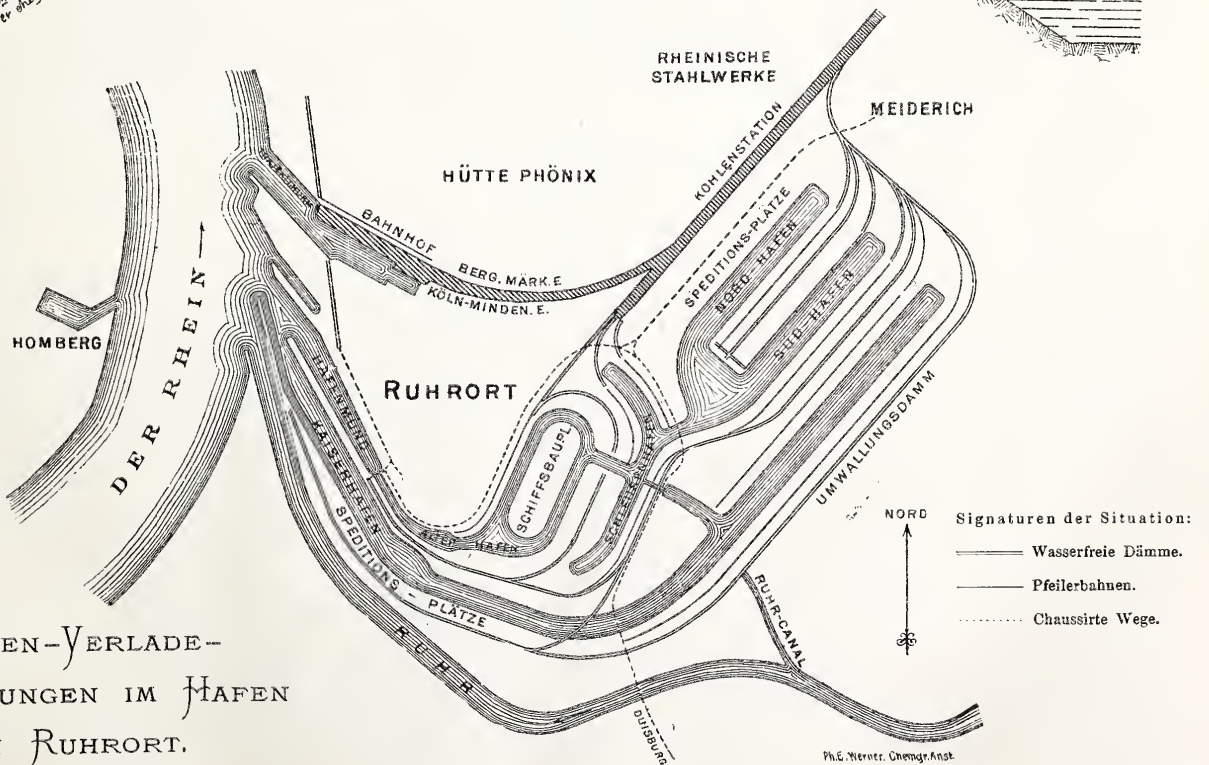 RHEINISCHE
STAHLWERKE
MEIDERICH
KOHLENSTATION
HÜTTE PHÖNIX
SPEDITIONS-PLÄTZE
BAHNHOF
BERG. MÄRK. E
KÖLN-MINDEN. E.
NORD HAFEN
SÜD-HAFEN
HOMBERG
DER RHEIN
RUHRORT
HAFENMUND
KAISERHAFEN
SPEDITIONS-PLÄTZE
ALTER HAFEN
SCHIFFSBAUPL.
UMWALLUNGSDAMM
RUHR-CANAL
RUHR
DUISBURG
NORD
Signaturen der Situation:
Wasserfreie Dämme.
Pfeilerbahnen.
Chaussirte Wege.
EN-VERLADE-
UNGEN IM HAFEN
RUHRORT.
Ph. E. Werner. Chemgr. Anst.